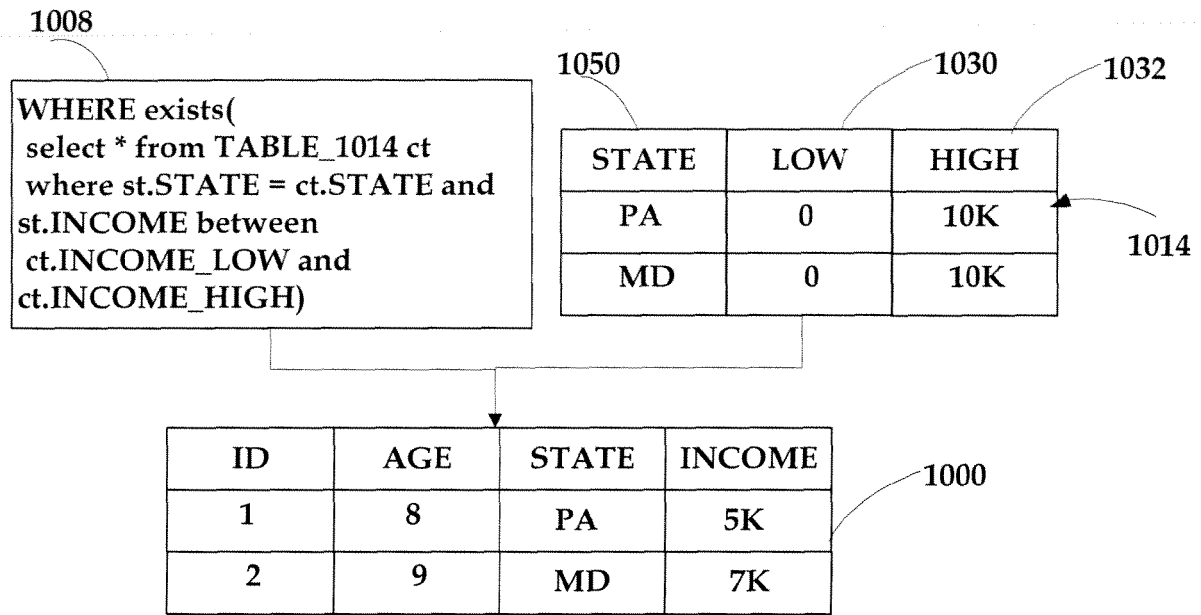 1008
WHERE exists(
select * from TABLE_1014 ct
where st.STATE = ct.STATE and
st.INCOME between
ct.INCOME_LOW and
ct.INCOME_HIGH)
1050 1030 1032
STATE LOW HIGH
PA 0 10K
MD 0 10K
1014
ID AGE STATE INCOME
1 8 PA 5K
2 9 MD 7K
1000